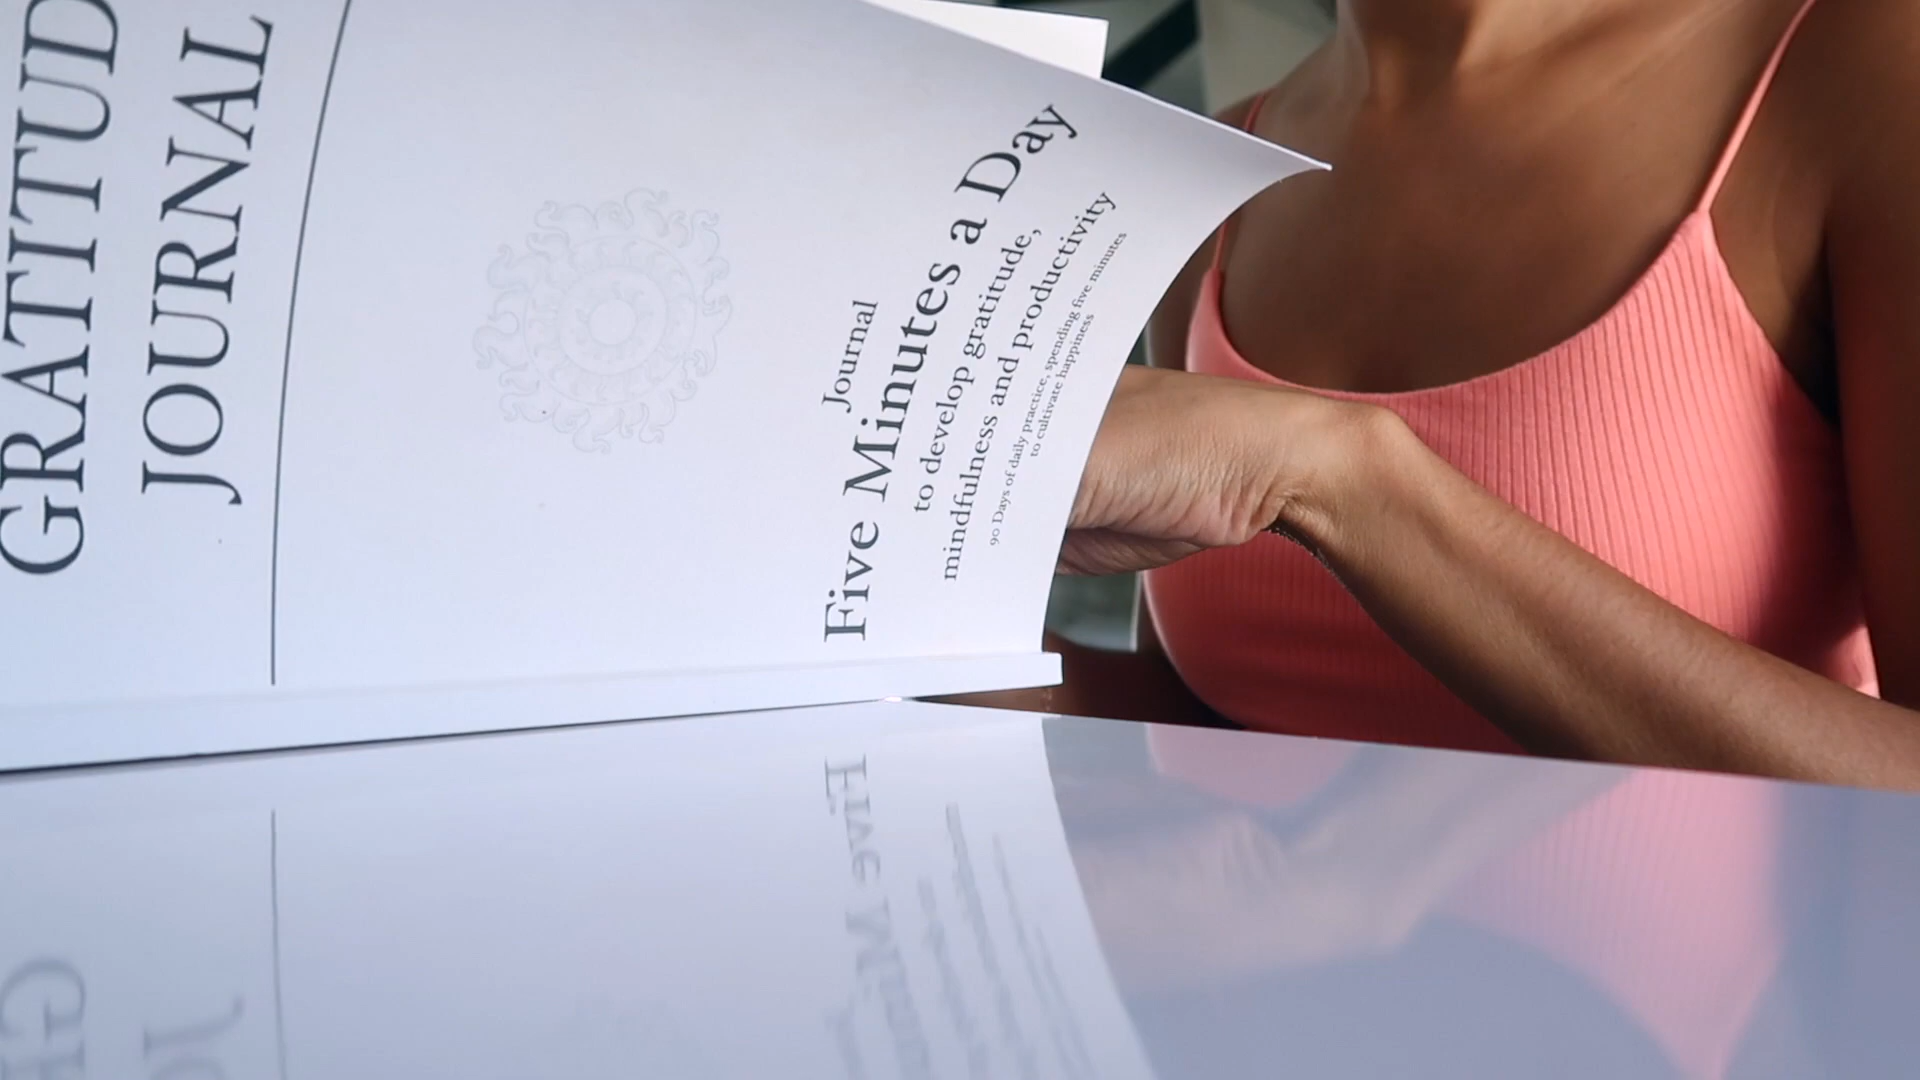 GRATITUD
JOURNAL
Journal
Five Minutes a Day
to develop gratitude,
mindfulness and productivity
90 Days of daily practice, spending five minutes
to cultivate happiness